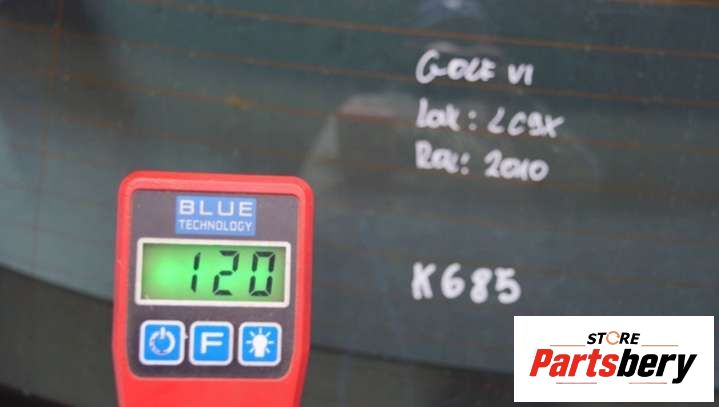 GOLF VI
Lak: LC9X
Rok: 2010
BLUE
TECHNOLOGY
120
F
K685
STORE
Partsbery